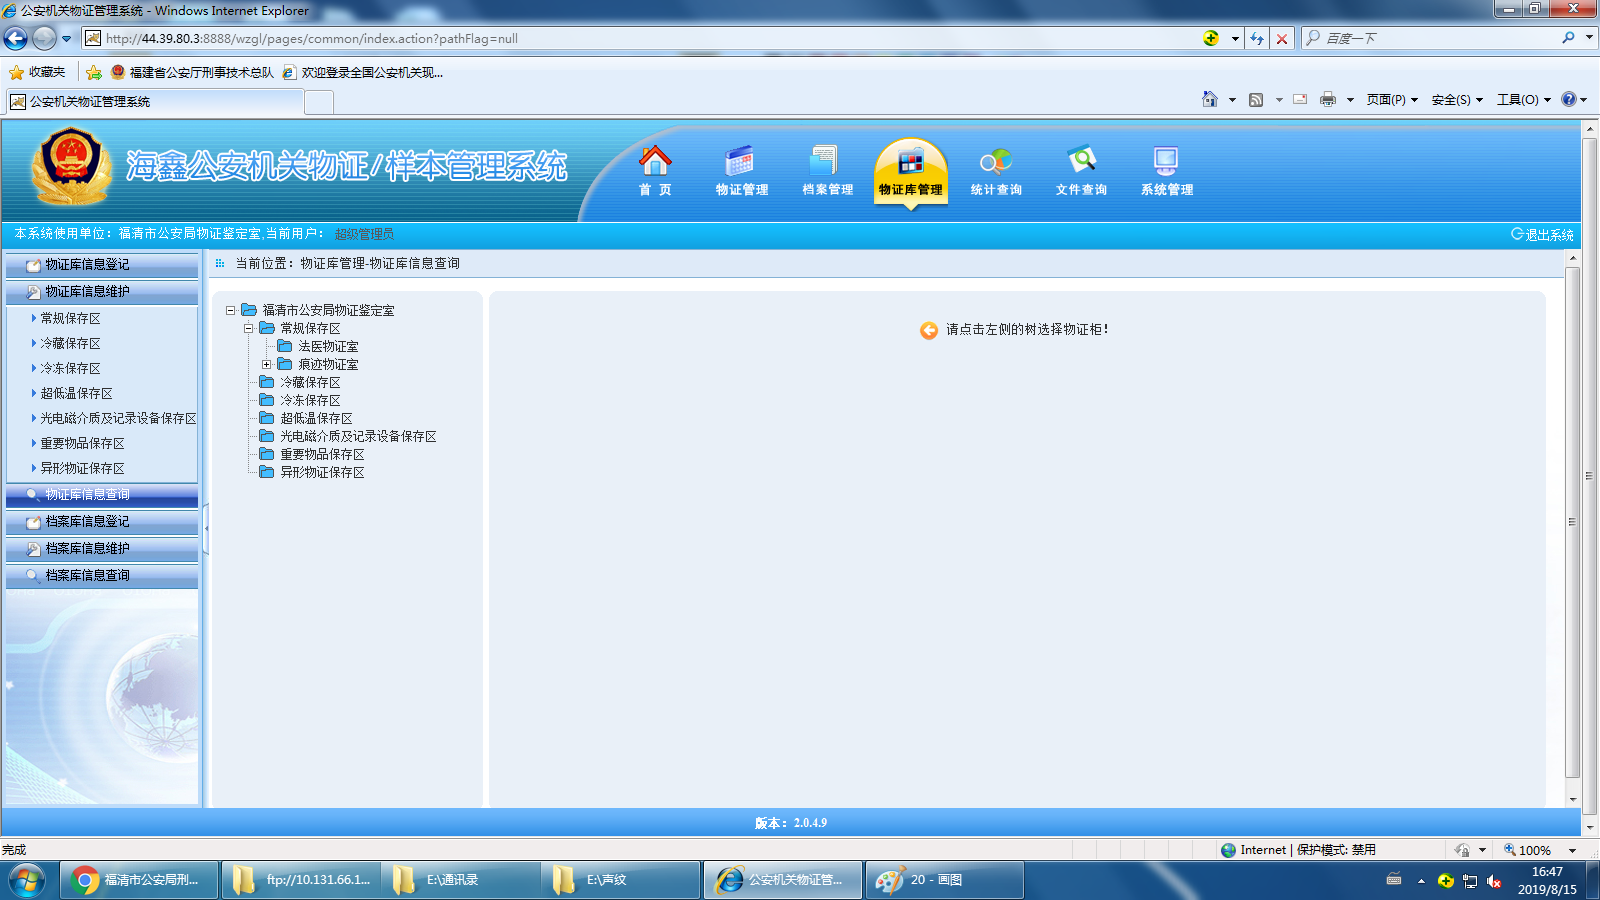 公安机关物证管理系统 - Windows Internet Explorer
http://44.39.80.3:8888/wzgl/pages/common/index.action?pathFlag=null
百度一下
收藏夹
福建省公安厅刑事技术总队
欢迎登录全国公安机关现...
公安机关物证管理系统
页面(P)
安全(S)
工具(O)
海鑫公安机关物证/样本管理系统
首 页
物证管理
档案管理
物证库管理
统计查询
文件查询
系统管理
本系统使用单位：福清市公安局物证鉴定室,当前用户： 超级管理员
退出系统
物证库信息登记
物证库信息维护
常规保存区
冷藏保存区
冷冻保存区
超低温保存区
光电磁介质及记录设备保存区
重要物品保存区
异形物证保存区
物证库信息查询
档案库信息登记
档案库信息维护
档案库信息查询
当前位置：物证库管理-物证库信息查询
福清市公安局物证鉴定室
常规保存区
法医物证室
痕迹物证室
冷藏保存区
冷冻保存区
超低温保存区
光电磁介质及记录设备保存区
重要物品保存区
异形物证保存区
请点击左侧的树选择物证柜！
版本：2.0.4.9
完成
Internet | 保护模式: 禁用
100%
福清市公安局刑...
ftp://10.131.66.1...
E:\通讯录
E:\声纹
公安机关物证管...
20 - 画图
16:47
2019/8/15